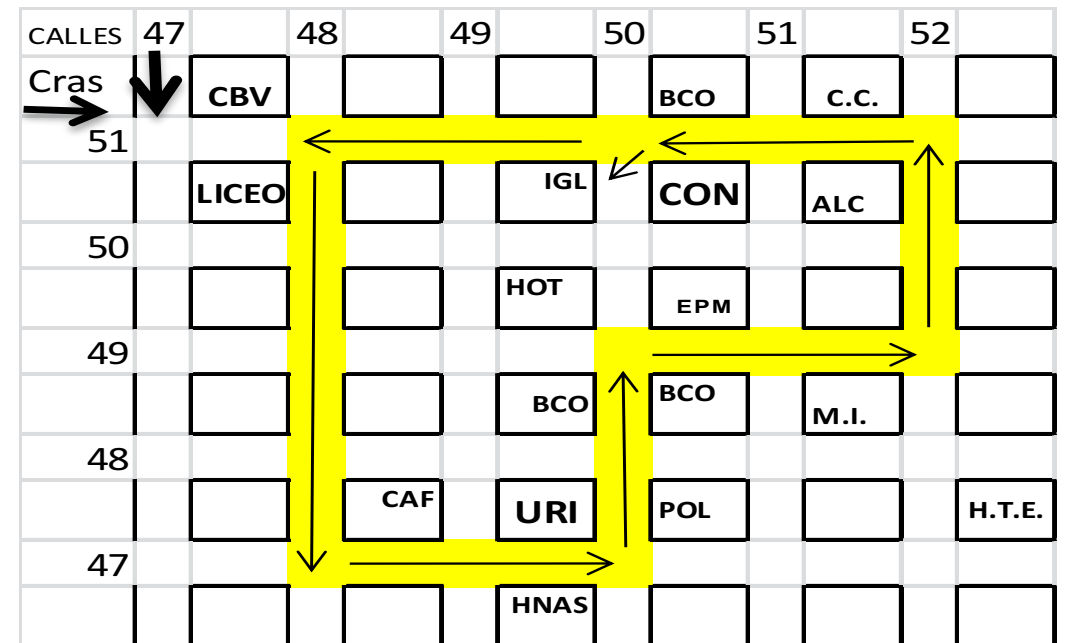 CALLES 47 48 49 50 51 52
Cras CBV BCO C.C.
51
LICEO IGL CON ALC
50
HOT EPM
49
BCO BCO M.I.
48
CAF URI POL H.T.E.
47
HNAS